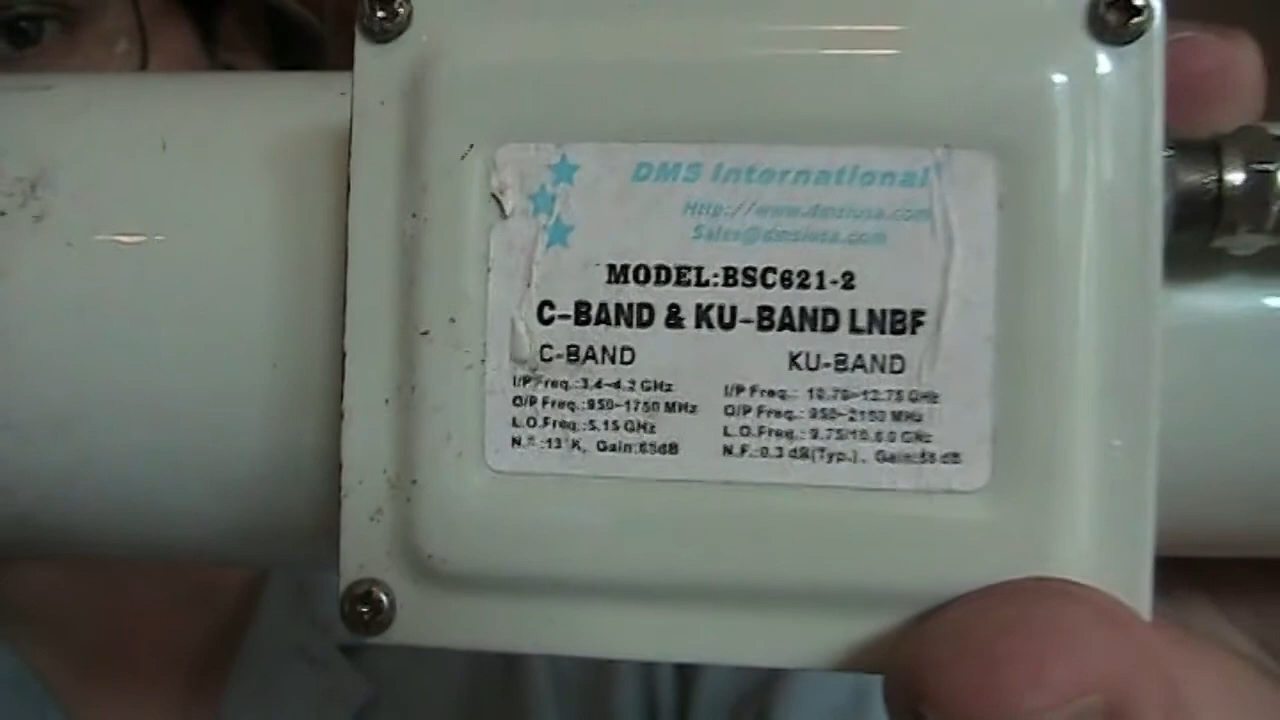 DMS International
Http://www.dmsiusa.com
Sales@dmsiusa.com
MODEL:BSC621-2
C-BAND & KU-BAND LNBF
C-BAND
I/P Freq.:3.4~4.2 GHz
O/P Freq.:950~1750 MHz
L.O.Freq.:5.15 GHz
N.F.:13°K, Gain:65dB
KU-BAND
I/P Freq.: 10.70~12.75 GHz
O/P Freq.: 950~2150 MHz
L.O.Freq.: 9.75/10.60 GHz
N.F.:0.3 dB(Typ.), Gain: dB